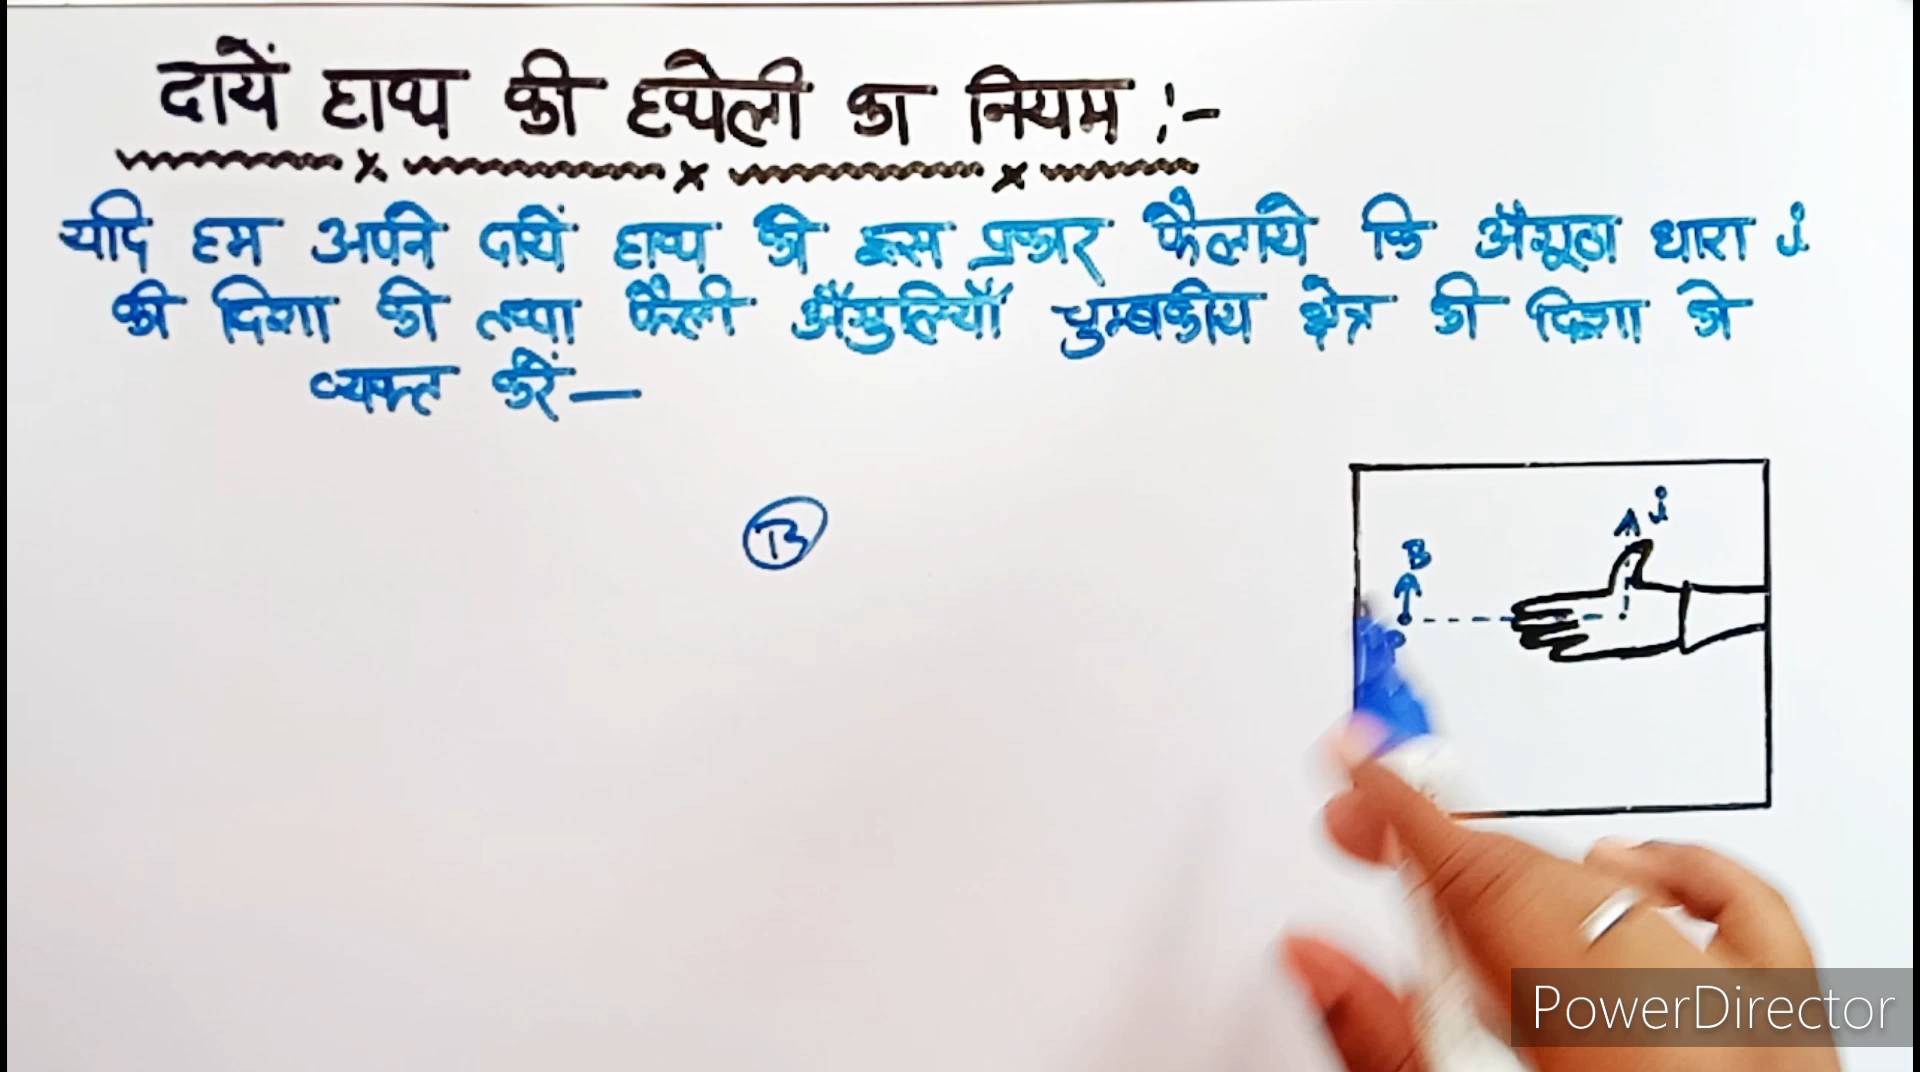 दायें हाथ की हथेली का नियम :-
यदि हम अपने दायें हाथ को इस प्रकार फैलाये कि अँगूठा धारा i
की दिशा को तथा फैली अँगुलियाँ चुम्बकीय क्षेत्र की दिशा को
व्यक्त करें—
B
i
B
P
PowerDirector